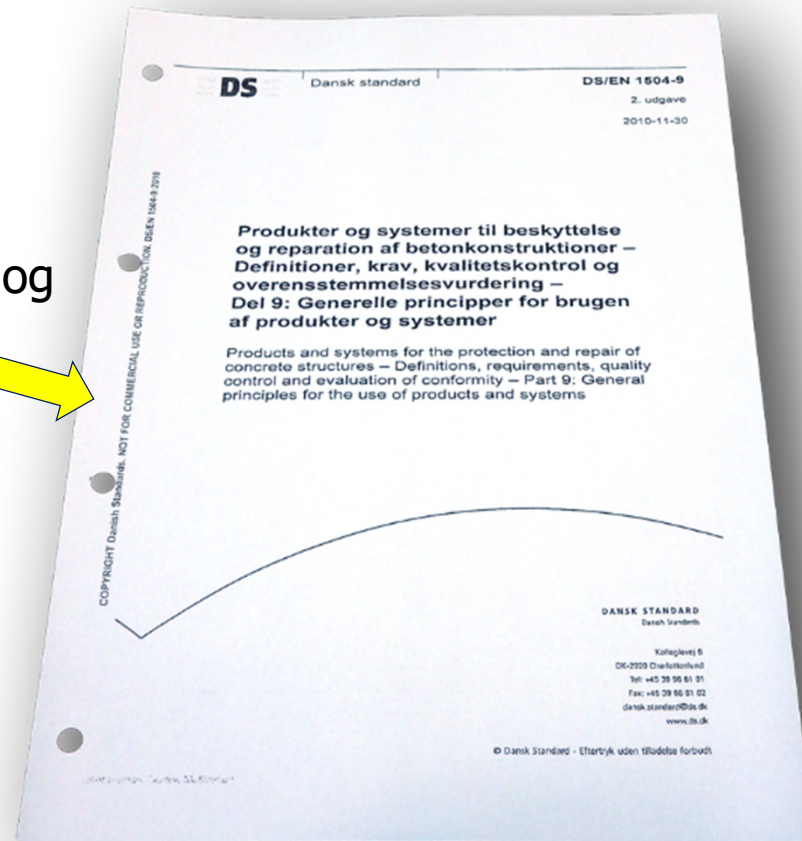 og
DS
Dansk standard
DS/EN 1504-9
2. udgave
2010-11-30
COPYRIGHT Danish Standards. NOT FOR COMMERCIAL USE OR REPRODUCTION. DS/EN 1504-9:2010
Produkter og systemer til beskyttelse
og reparation af betonkonstruktioner –
Definitioner, krav, kvalitetskontrol og
overensstemmelsesvurdering –
Del 9: Generelle principper for brugen
af produkter og systemer
Products and systems for the protection and repair of
concrete structures – Definitions, requirements, quality
control and evaluation of conformity – Part 9: General
principles for the use of products and systems
DANSK STANDARD
Danish Standards
Kollegievej 6
DK-2920 Charlottenlund
Tel: +45 39 96 61 01
Fax: +45 39 96 61 02
dansk.standard@ds.dk
www.ds.dk
© Dansk Standard - Eftertryk uden tilladelse forbudt